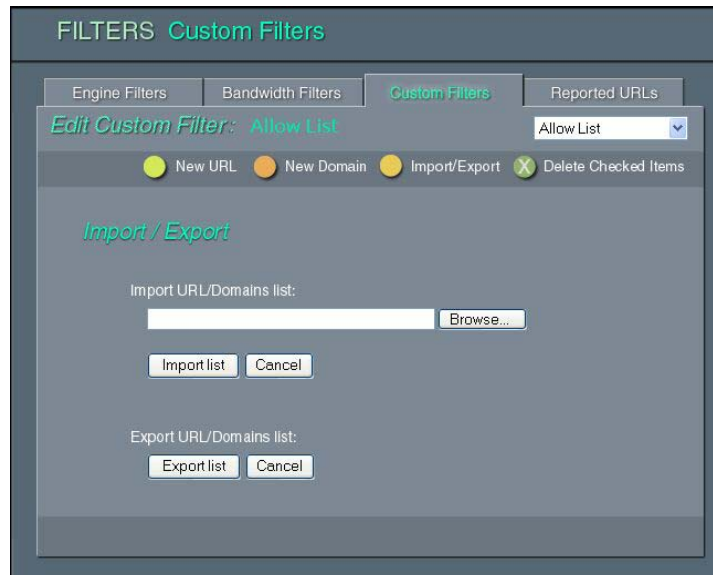 FILTERS Custom Filters
Engine Filters Bandwidth Filters Custom Filters Reported URLs
Edit Custom Filter: Allow List Allow List
New URL New Domain Import/Export X Delete Checked Items
Import / Export
Import URL/Domains list:
Browse...
Import list Cancel
Export URL/Domains list:
Export list Cancel